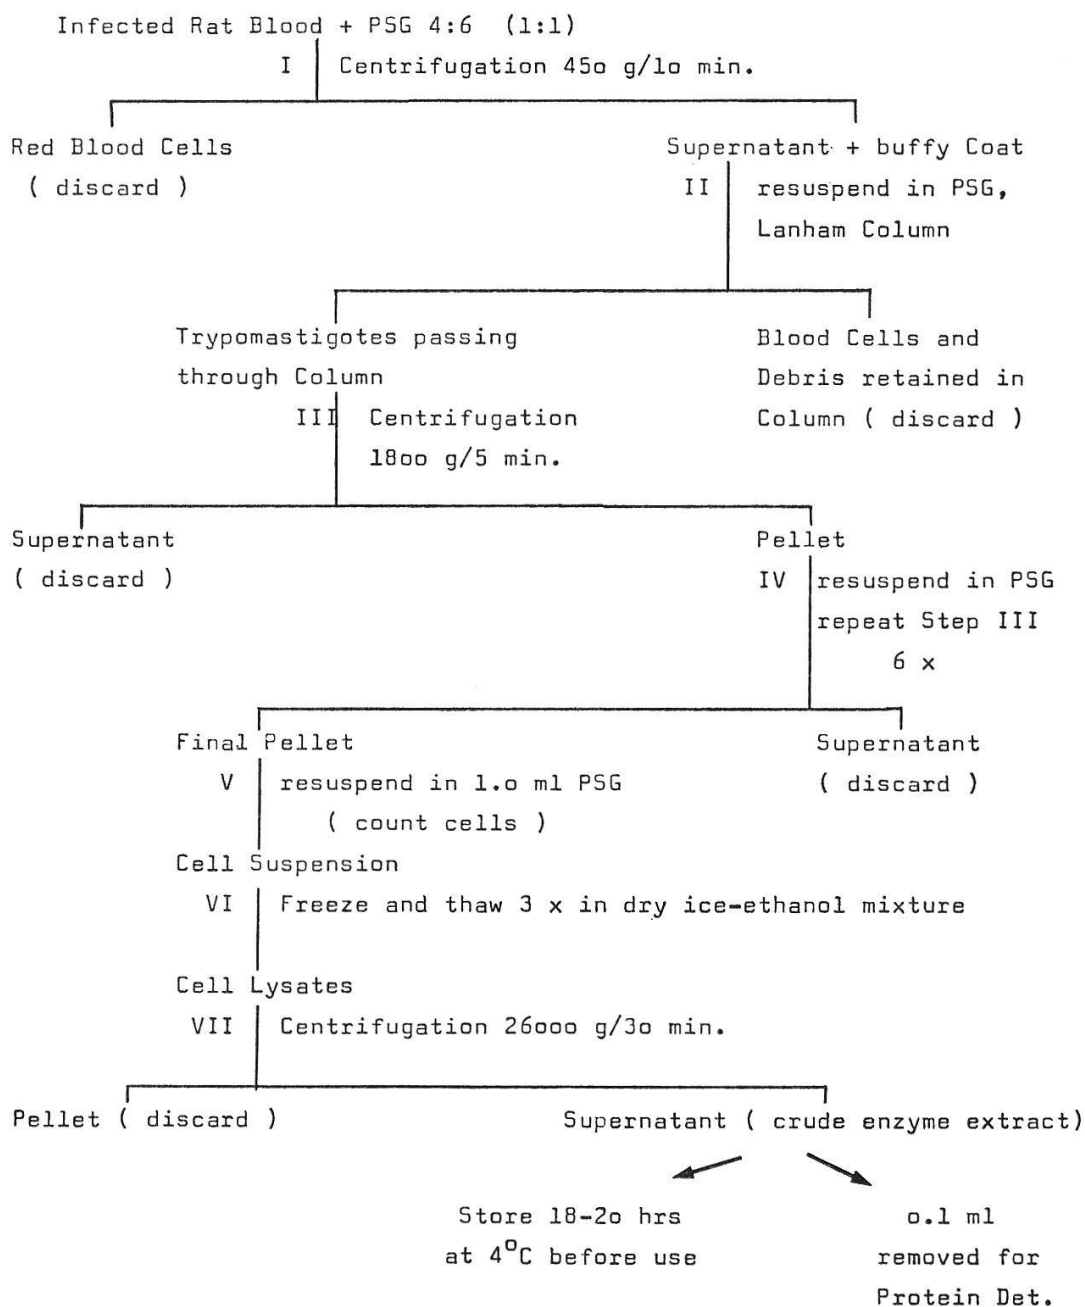 Infected Rat Blood + PSG 4:6 (1:1)
I Centrifugation 45o g/1o min.
Red Blood Cells
( discard )
Supernatant + buffy Coat
II resuspend in PSG,
Lanham Column
Trypomastigotes passing
through Column
Blood Cells and
Debris retained in
Column ( discard )
III Centrifugation
18oo g/5 min.
Supernatant
( discard )
Pellet
IV resuspend in PSG
repeat Step III
6 x
Final Pellet
V resuspend in 1.o ml PSG
( count cells )
Supernatant
( discard )
Cell Suspension
VI Freeze and thaw 3 x in dry ice-ethanol mixture
Cell Lysates
VII Centrifugation 26ooo g/3o min.
Pellet ( discard )
Supernatant ( crude enzyme extract)
Store 18-2o hrs
at 4°C before use
o.1 ml
removed for
Protein Det.